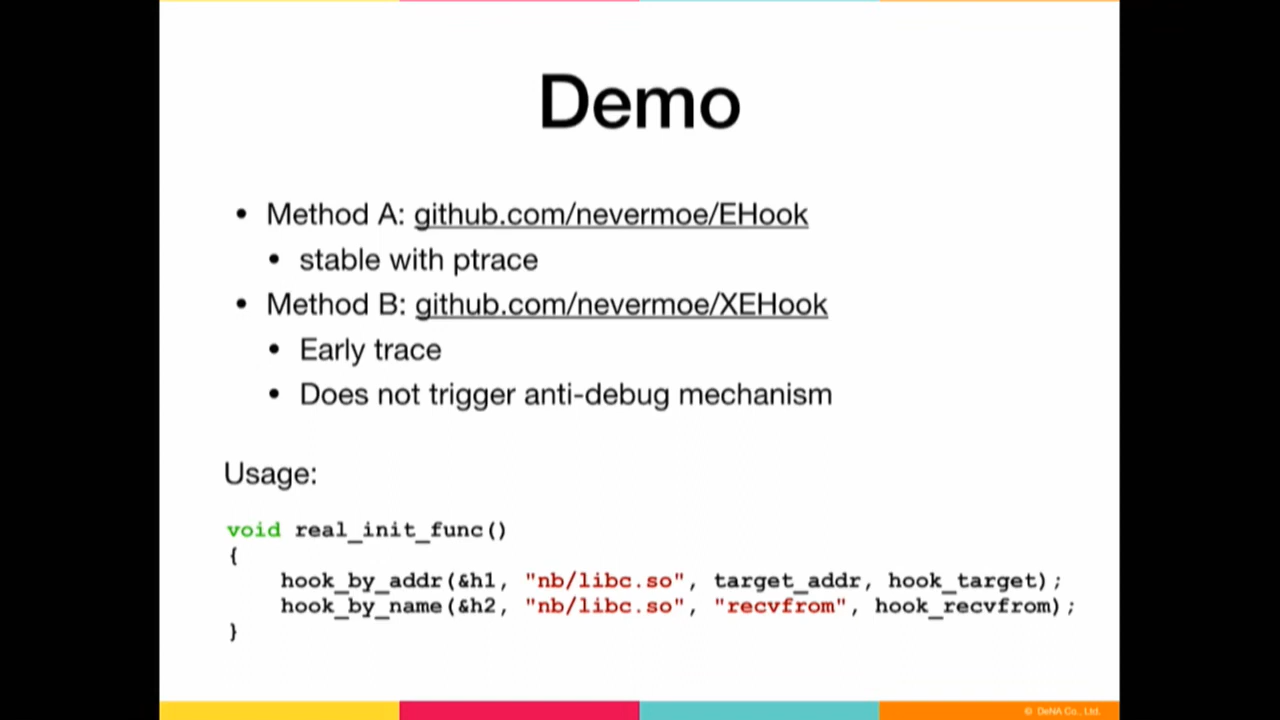 Demo
• Method A: github.com/nevermoe/EHook
• stable with ptrace
• Method B: github.com/nevermoe/XEHook
• Early trace
• Does not trigger anti-debug mechanism
Usage:
void real_init_func()
{
    hook_by_addr(&h1, "nb/libc.so", target_addr, hook_target);
    hook_by_name(&h2, "nb/libc.so", "recvfrom", hook_recvfrom);
}
© DeNA Co., Ltd.